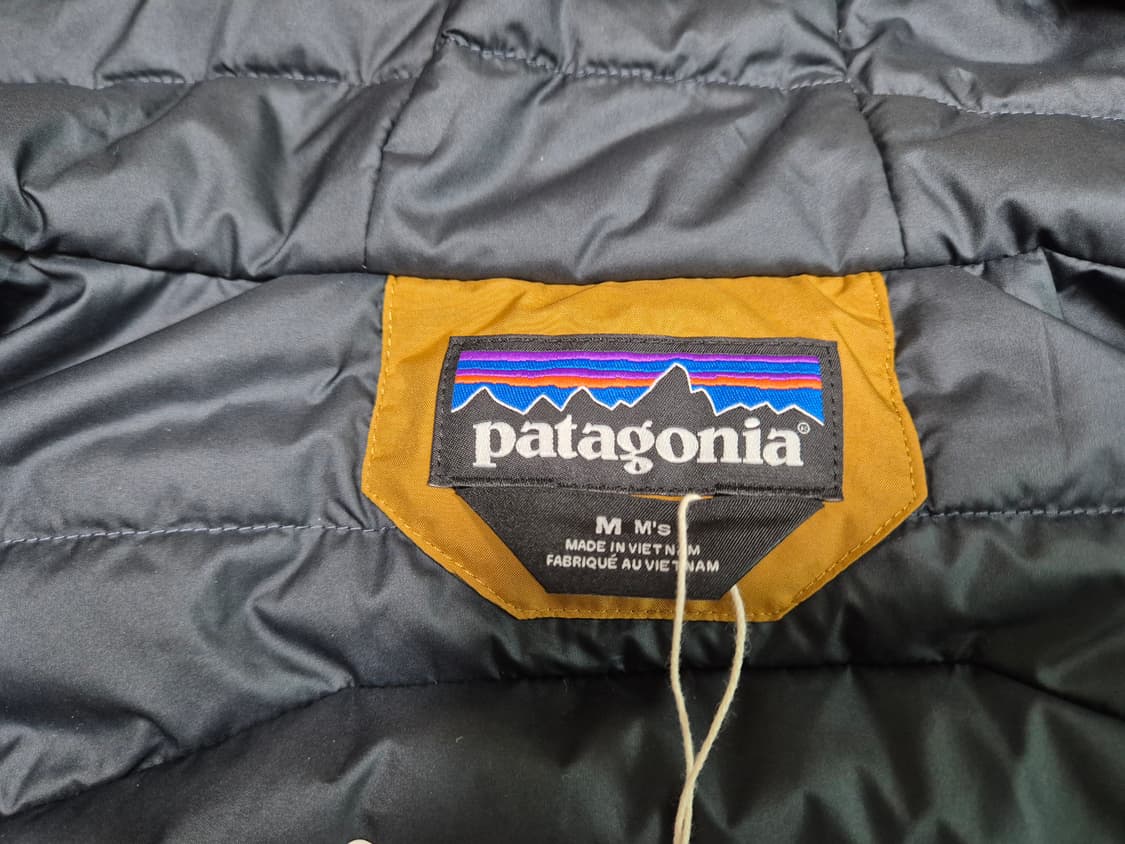 patagonia®
M M's
MADE IN VIETNAM
FABRIQUÉ AU VIETNAM